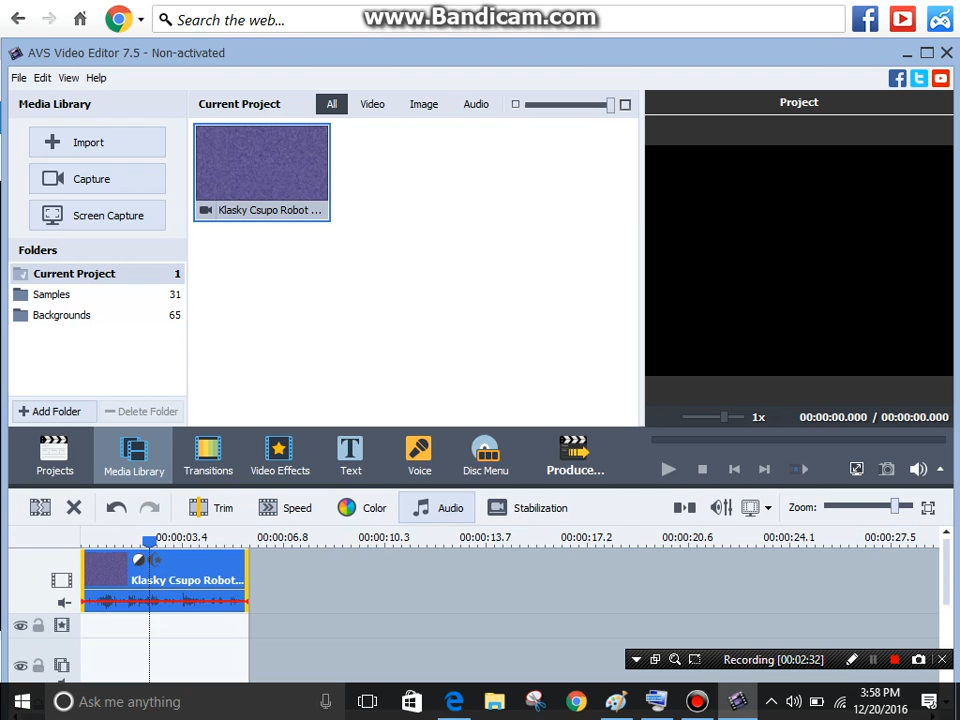 Search the web...
www.Bandicam.com
AVS Video Editor 7.5 - Non-activated
File Edit View Help
Media Library
Current Project
All
Video
Image
Audio
Project
Import
Capture
Screen Capture
Klasky Csupo Robot ...
Folders
Current Project 1
Samples 31
Backgrounds 65
Add Folder
Delete Folder
1x
00:00:00.000 / 00:00:00.000
Projects
Media Library
Transitions
Video Effects
Text
Voice
Disc Menu
Produce...
Trim
Speed
Color
Audio
Stabilization
Zoom:
00:00:03.4 00:00:06.8 00:00:10.3 00:00:13.7 00:00:17.2 00:00:20.6 00:00:24.1 00:00:27.5
Klasky Csupo Robot...
Recording [00:02:32]
Ask me anything
3:58 PM
12/20/2016